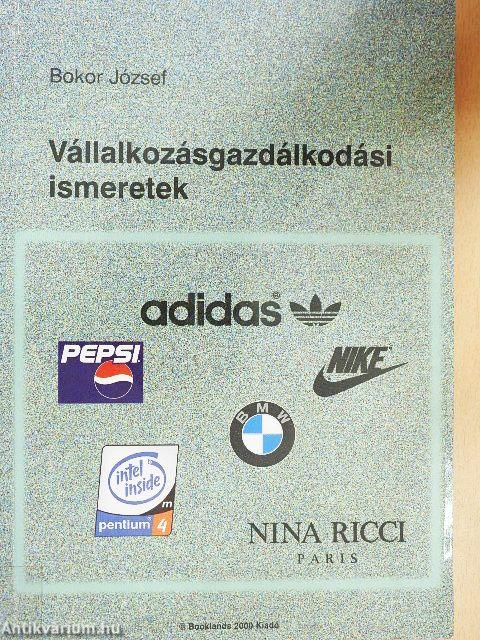 Bokor József
Vállalkozásgazdálkodási
ismeretek
adidas®
PEPSI
NIKE
BMW
intel
inside
m
pentium® 4
NINA RICCI
PARIS
© Booklands 2000 Kiadó
Antikvarium.hu